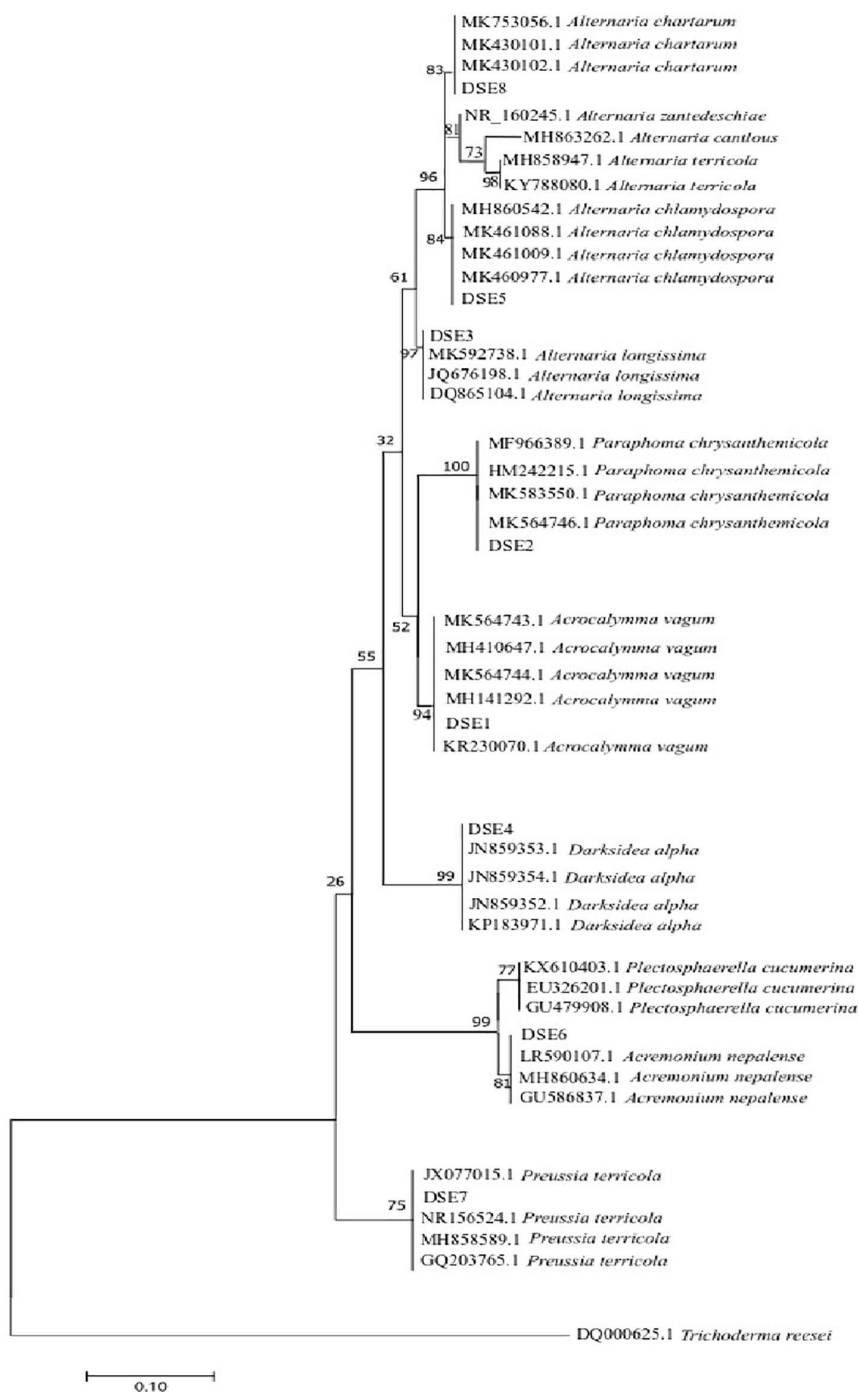 MK753056.1 Alternaria chartarum
MK430101.1 Alternaria chartarum
83
MK430102.1 Alternaria chartarum
DSE8
NR_160245.1 Alternaria zantedeschiae
81
MH863262.1 Alternaria cantlous
73
MH858947.1 Alternaria terricola
98
KY788080.1 Alternaria terricola
96
MH860542.1 Alternaria chlamydospora
MK461088.1 Alternaria chlamydospora
84
MK461009.1 Alternaria chlamydospora
MK460977.1 Alternaria chlamydospora
61
DSE5
DSE3
97
MK592738.1 Alternaria longissima
JQ676198.1 Alternaria longissima
DQ865104.1 Alternaria longissima
32
MF966389.1 Paraphoma chrysanthemicola
100
HM242215.1 Paraphoma chrysanthemicola
MK583550.1 Paraphoma chrysanthemicola
MK564746.1 Paraphoma chrysanthemicola
DSE2
MK564743.1 Acrocalymma vagum
52
MH410647.1 Acrocalymma vagum
55
MK564744.1 Acrocalymma vagum
MH141292.1 Acrocalymma vagum
94
DSE1
KR230070.1 Acrocalymma vagum
DSE4
JN859353.1 Darksidea alpha
99
JN859354.1 Darksidea alpha
26
JN859352.1 Darksidea alpha
KP183971.1 Darksidea alpha
77
KX610403.1 Plectosphaerella cucumerina
EU326201.1 Plectosphaerella cucumerina
GU479908.1 Plectosphaerella cucumerina
99
DSE6
LR590107.1 Acremonium nepalense
81
MH860634.1 Acremonium nepalense
GU586837.1 Acremonium nepalense
JX077015.1 Preussia terricola
DSE7
75
NR156524.1 Preussia terricola
MH858589.1 Preussia terricola
GQ203765.1 Preussia terricola
DQ000625.1 Trichoderma reesei
0.10